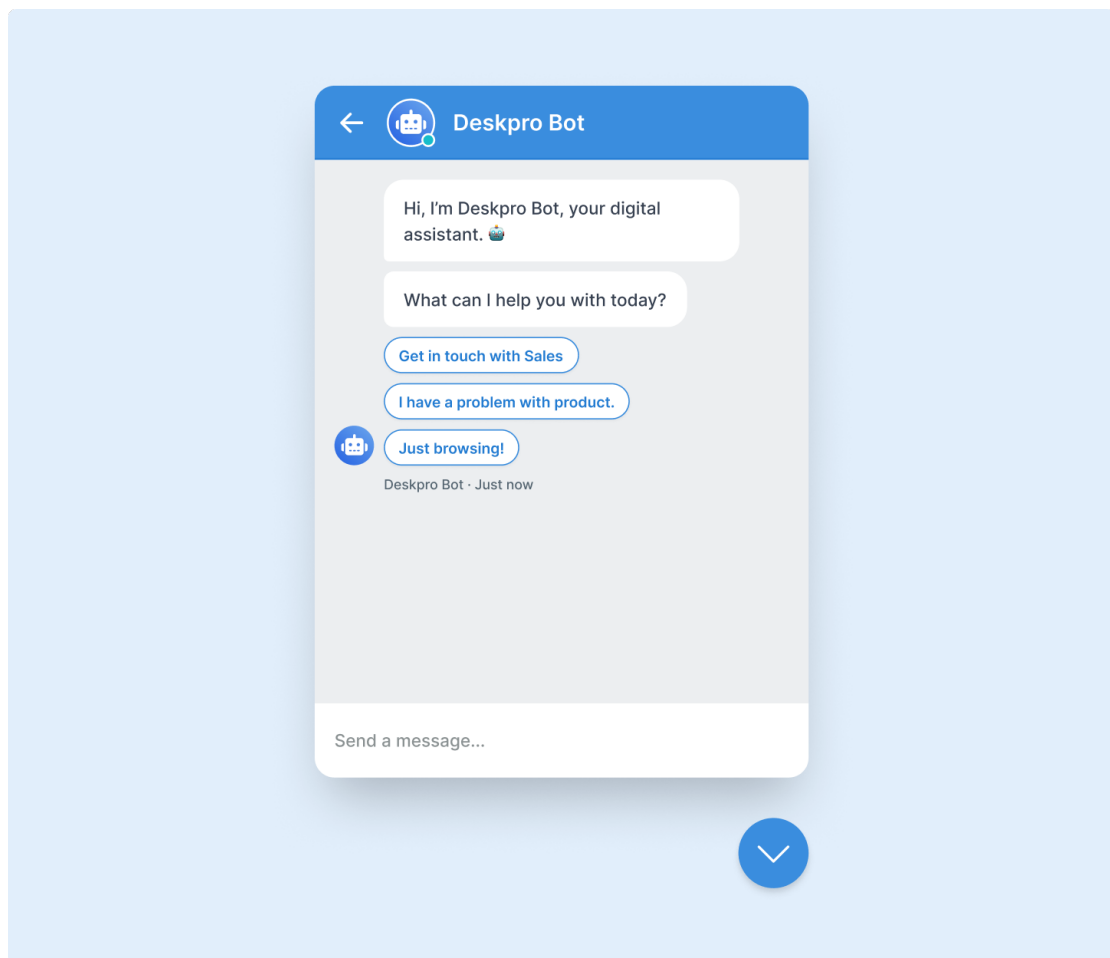 Deskpro Bot
Hi, I’m Deskpro Bot, your digital
assistant. 🤖
What can I help you with today?
Get in touch with Sales
I have a problem with product.
Just browsing!
Deskpro Bot · Just now
Send a message...